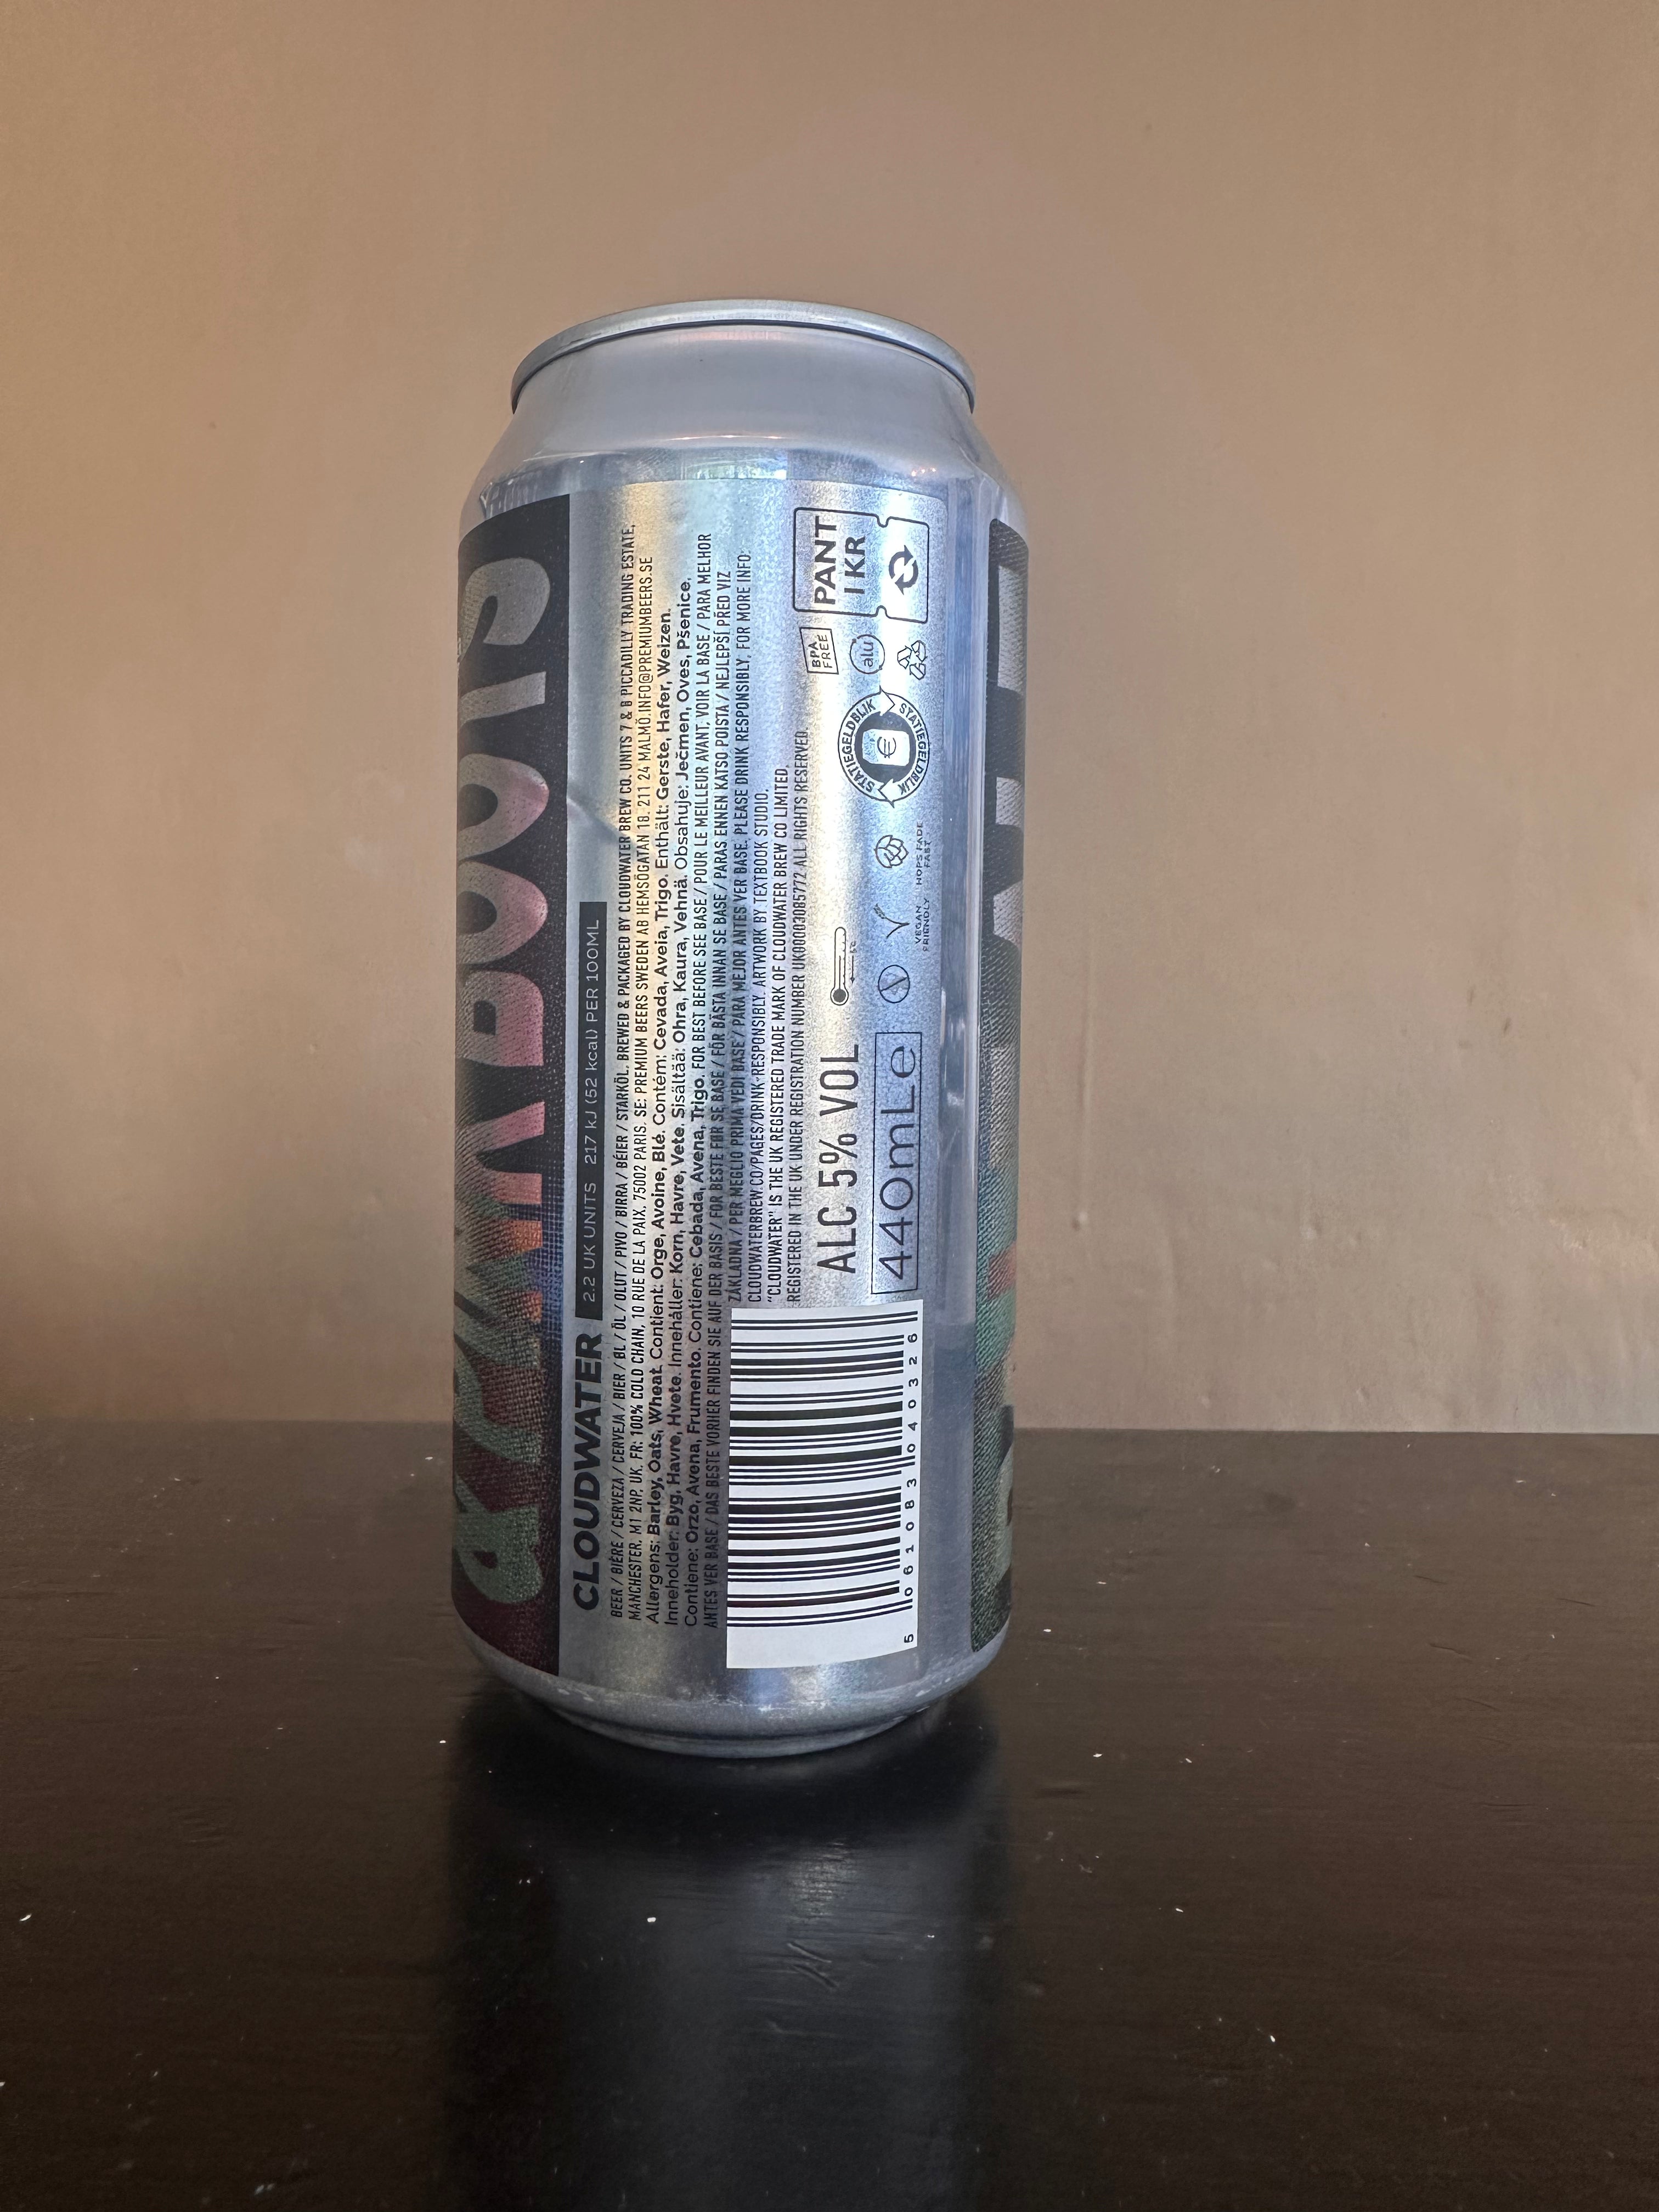 CLOUDWATER
2.2 UK UNITS 217 kJ (52 kcal) PER 100ML
BEER / BIÈRE / CERVEZA / CERVEJA / BIER / ØL / ÖL / OLUT / PIVO / BIRRA / BÉIER / STARKÖL. BREWED & PACKAGED BY CLOUDWATER BREW CO. UNITS 7 & 8 PICCADILLY TRADING ESTATE,
MANCHESTER, M1 2NP, UK. FR: 100% COLD CHAIN, 10 RUE DE LA PAIX, 75002 PARIS. SE: PREMIUM BEERS SWEDEN AB HEMSÖGATAN 18, 211 24 MALMÖ.INFO@PREMIUMBEERS.SE
Allergens: Barley, Oats, Wheat. Contient: Orge, Avoine, Blé. Contém: Cevada, Aveia, Trigo. Enthält: Gerste, Hafer, Weizen.
Inneholder: Byg, Havre, Hvete. Innehåller: Korn, Havre, Vete. Sisältää: Ohra, Kaura, Vehnä. Obsahuje: Ječmen, Oves, Pšenice.
Contiene: Orzo, Avena, Frumento. Contiene: Cebada, Avena, Trigo. FOR BEST BEFORE SEE BASE / POUR LE MEILLEUR AVANT, VOIR LA BASE / PARA MELHOR
ANTES VER BASE / DAS BESTE VORHER FINDEN SIE AUF DER BASIS / FOR BESTE FØR SE BASE / FÖR BÄSTA INNAN SE BASE / PARAS ENNEN KATSO POISTA / NEJLEPŠÍ PŘED VIZ
ZÁKLADNA / PER MEGLIO PRIMA VEDI BASE / PARA MEJOR ANTES VER BASE. PLEASE DRINK RESPONSIBLY, FOR MORE INFO:
CLOUDWATERBREW.CO/PAGES/DRINK-RESPONSIBLY. ARTWORK BY TEXTBOOK STUDIO.
"CLOUDWATER" IS THE UK REGISTERED TRADE MARK OF CLOUDWATER BREW CO LIMITED,
REGISTERED IN THE UK UNDER REGISTRATION NUMBER UK00003085772 ALL RIGHTS RESERVED.
ALC 5% VOL
440mLe
VEGAN FRIENDLY
HOPS FADE FAST
STATIEGELDBLIK
STATIEGELDBLIK
BPA FREE
alu
PANT
1 KR
5 061083 040326